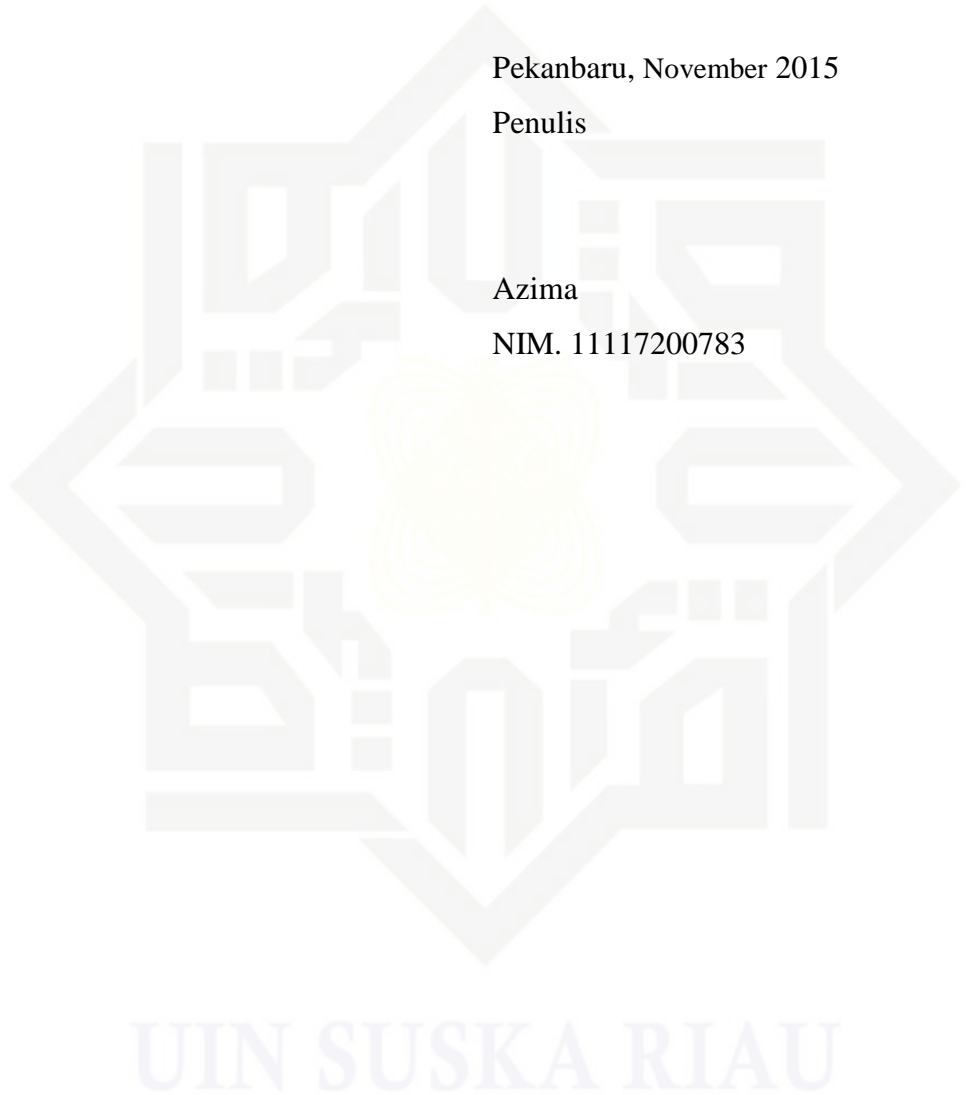 Pekanbaru, November 2015
Penulis
Azima
NIM. 11117200783
UIN SUSKA RIAU